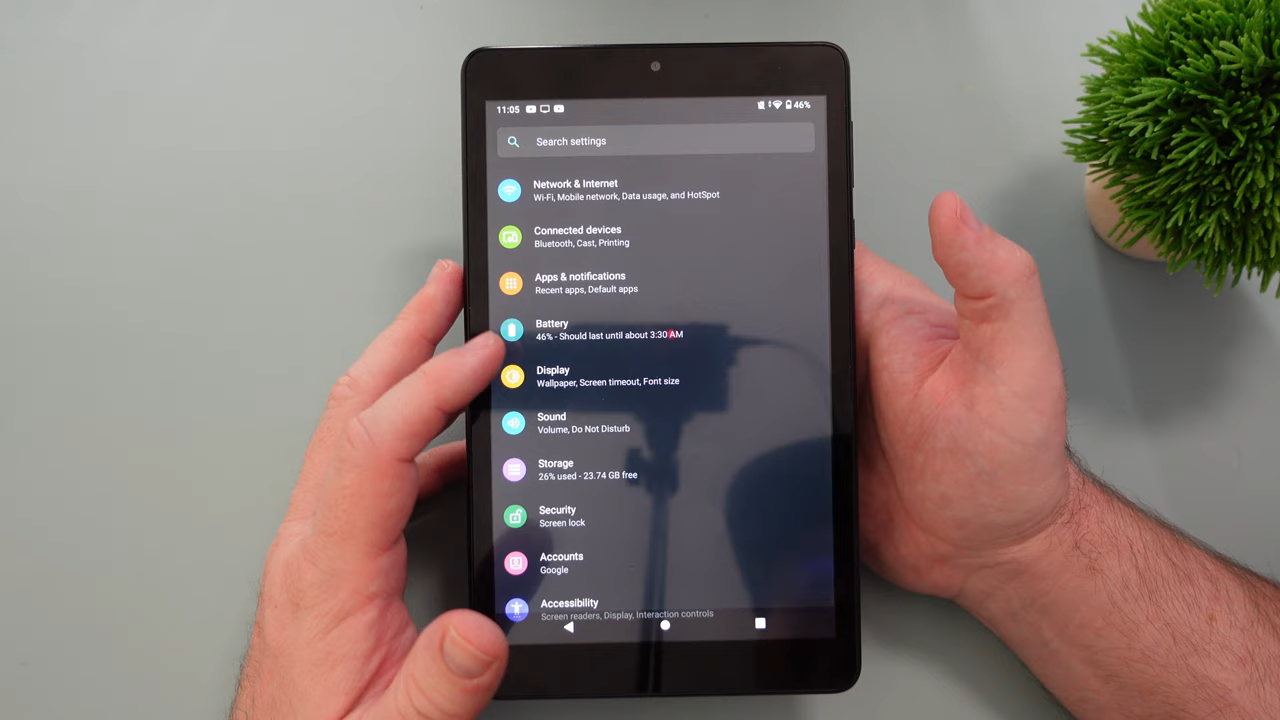 11:05 46%
Search settings
Network & Internet
Wi-Fi, Mobile network, Data usage, and HotSpot
Connected devices
Bluetooth, Cast, Printing
Apps & notifications
Recent apps, Default apps
Battery
46% - Should last until about 3:30 AM
Display
Wallpaper, Screen timeout, Font size
Sound
Volume, Do Not Disturb
Storage
26% used - 23.74 GB free
Security
Screen lock
Accounts
Google
Accessibility
Screen readers, Display, Interaction controls